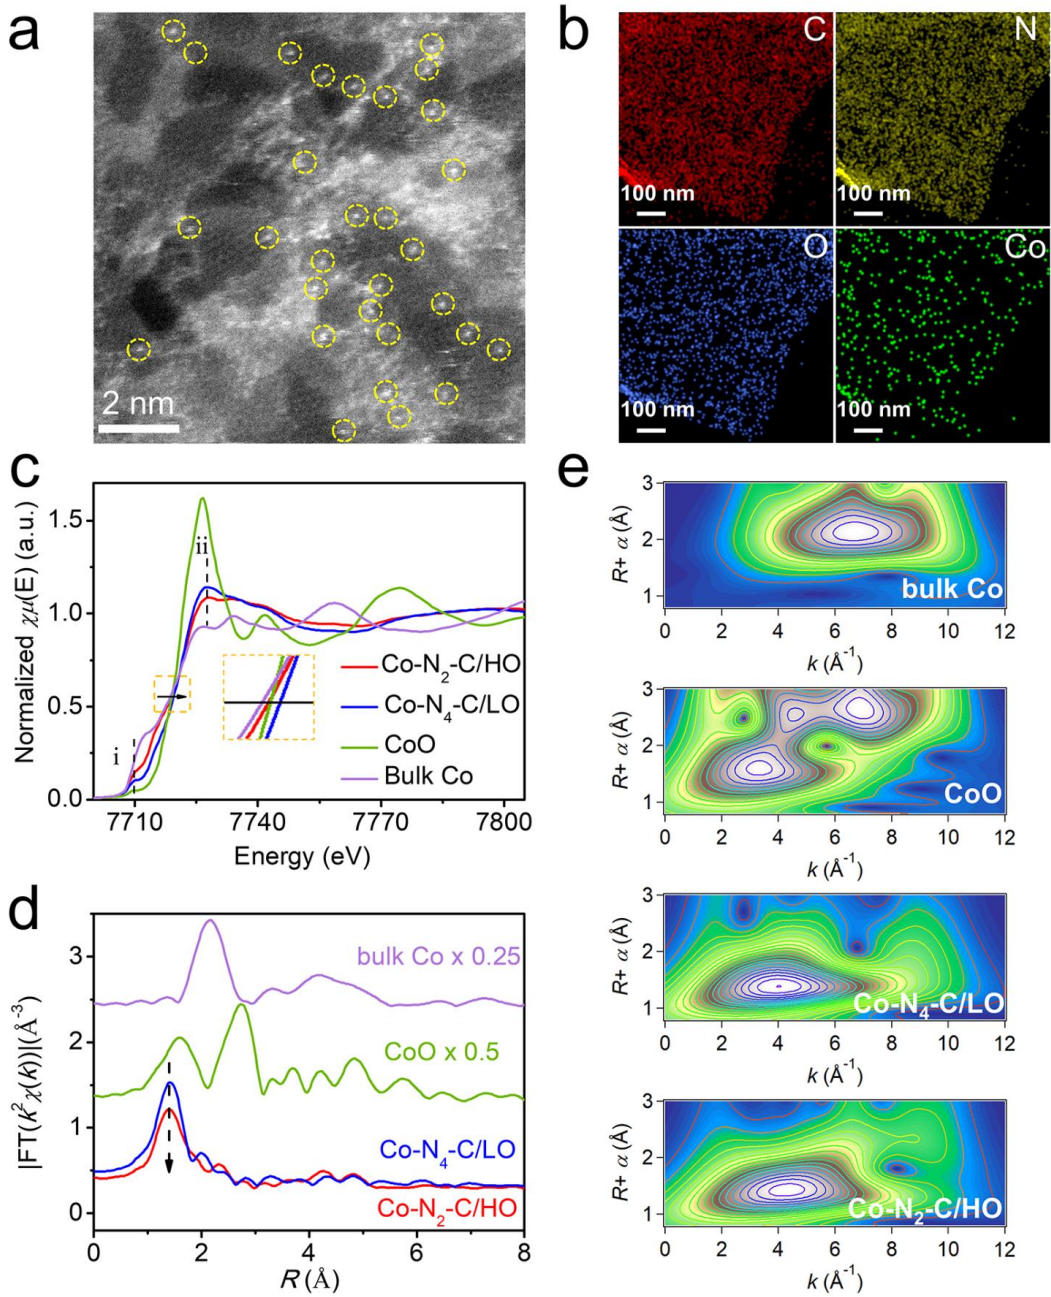 a
2 nm
b
C
100 nm
N
100 nm
O
100 nm
Co
100 nm
c
Normalized χμ(E) (a.u.)
1.5
1.0
0.5
0.0
i
ii
Co-N2-C/HO
Co-N4-C/LO
CoO
Bulk Co
7710
7740
7770
7800
Energy (eV)
d
|FT(k²χ(k))|(Å⁻³)
3
2
1
0
bulk Co x 0.25
CoO x 0.5
Co-N4-C/LO
Co-N2-C/HO
0
2
4
6
8
R (Å)
e
R+ α (Å)
3
2
1
bulk Co
0 2 4 6 8 10 12
k (Å⁻¹)
R+ α (Å)
3
2
1
CoO
0 2 4 6 8 10 12
k (Å⁻¹)
R+ α (Å)
3
2
1
Co-N4-C/LO
0 2 4 6 8 10 12
k (Å⁻¹)
R+ α (Å)
3
2
1
Co-N2-C/HO
0 2 4 6 8 10 12
k (Å⁻¹)